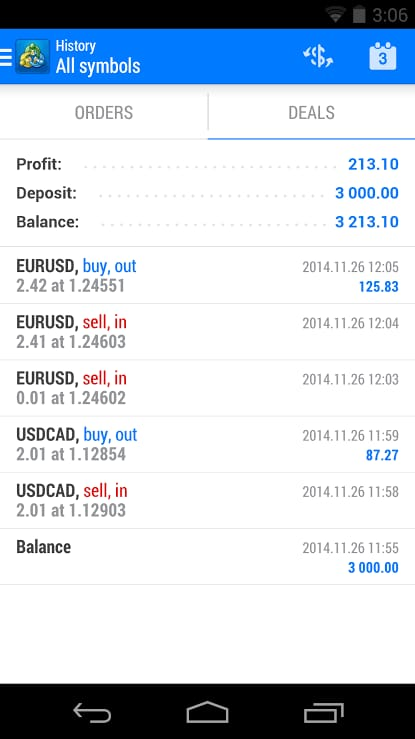 3:06
History
All symbols
$
3
ORDERS
DEALS
Profit: 213.10
Deposit: 3 000.00
Balance: 3 213.10
EURUSD, buy, out 2014.11.26 12:05
2.42 at 1.24551 125.83
EURUSD, sell, in 2014.11.26 12:04
2.41 at 1.24603
EURUSD, sell, in 2014.11.26 12:03
0.01 at 1.24602
USDCAD, buy, out 2014.11.26 11:59
2.01 at 1.12854 87.27
USDCAD, sell, in 2014.11.26 11:58
2.01 at 1.12903
Balance 2014.11.26 11:55
3 000.00